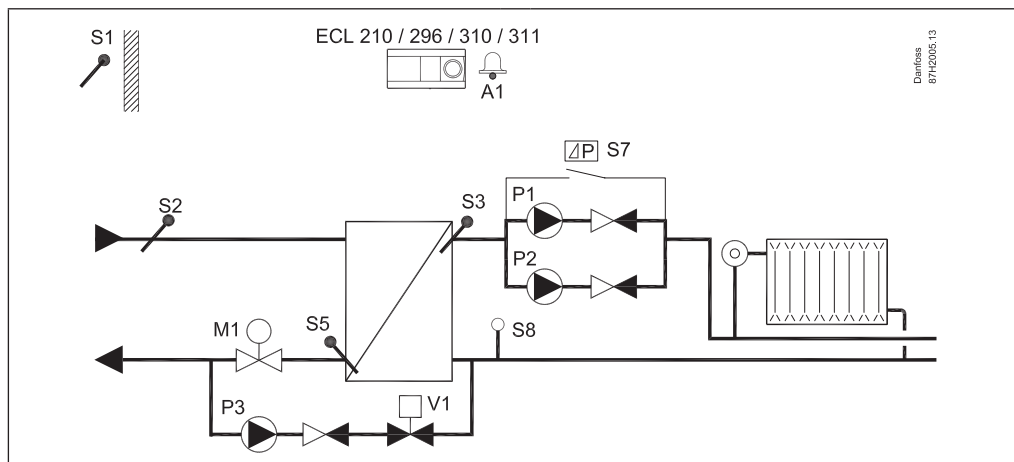 S1
ECL 210 / 296 / 310 / 311
A1
Danfoss
87H2005.13
⊿P S7
P1
S3
S2
P2
M1
S5
S8
P3
V1